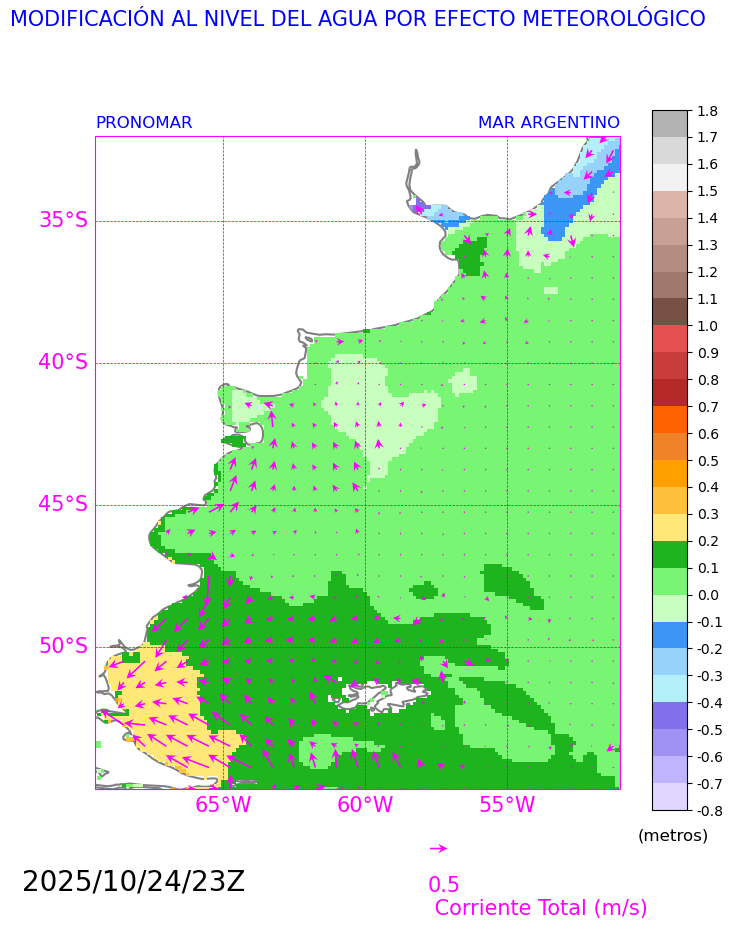 MODIFICACIÓN AL NIVEL DEL AGUA POR EFECTO METEOROLÓGICO
PRONOMAR MAR ARGENTINO
35°S
40°S
45°S
50°S
65°W 60°W 55°W
1.8
1.7
1.6
1.5
1.4
1.3
1.2
1.1
1.0
0.9
0.8
0.7
0.6
0.5
0.4
0.3
0.2
0.1
0.0
-0.1
-0.2
-0.3
-0.4
-0.5
-0.6
-0.7
-0.8
(metros)
2025/10/24/23Z
0.5
Corriente Total (m/s)